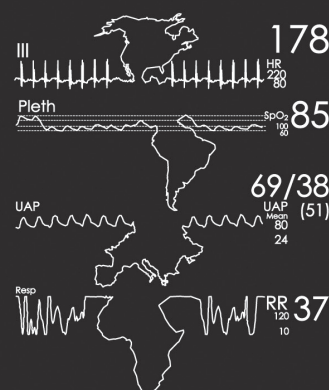 III
178
HR
220
80
Pleth
SpO₂
85
100
60
69/38
UAP
UAP
(51)
Mean
80
24
Resp
RR
37
120
10